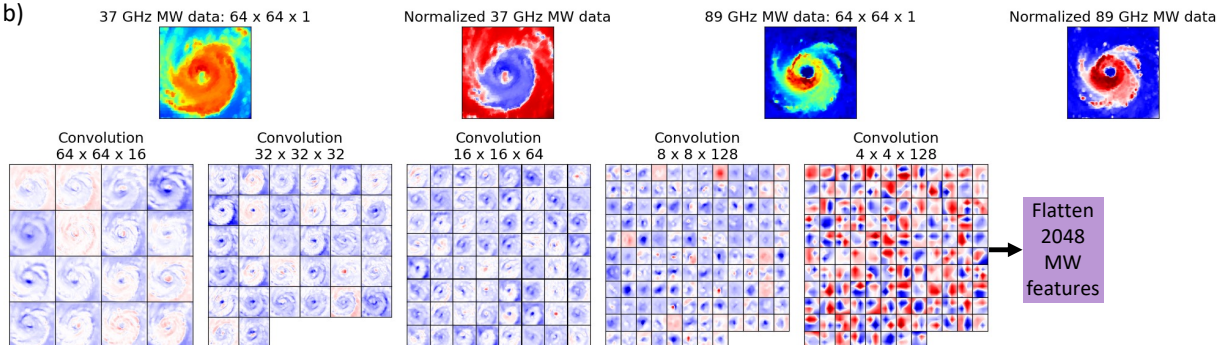 b)
37 GHz MW data: 64 x 64 x 1
Normalized 37 GHz MW data
89 GHz MW data: 64 x 64 x 1
Normalized 89 GHz MW data
Convolution
64 x 64 x 16
Convolution
32 x 32 x 32
Convolution
16 x 16 x 64
Convolution
8 x 8 x 128
Convolution
4 x 4 x 128
Flatten
2048
MW
features